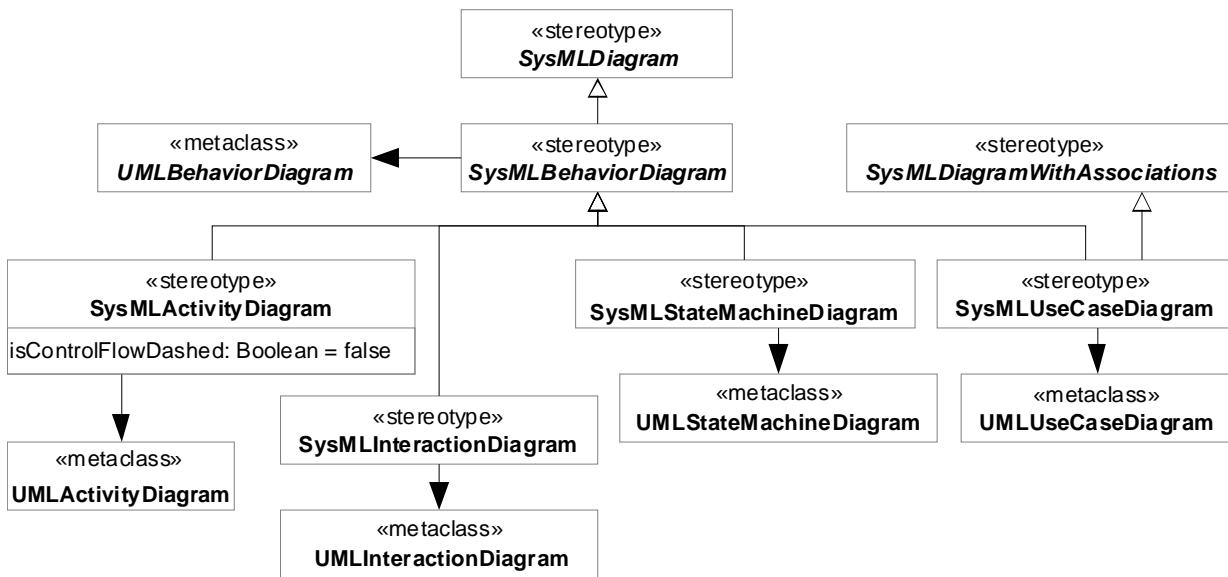 «stereotype»
SysMLDiagram
«metaclass»
UMLBehaviorDiagram
«stereotype»
SysMLBehaviorDiagram
«stereotype»
SysMLDiagramWithAssociations
«stereotype»
SysMLActivityDiagram
isControlFlowDashed: Boolean = false
«stereotype»
SysMLStateMachineDiagram
«stereotype»
SysMLUseCaseDiagram
«metaclass»
UMLActivityDiagram
«stereotype»
SysMLInteractionDiagram
«metaclass»
UMLStateMachineDiagram
«metaclass»
UMLUseCaseDiagram
«metaclass»
UMLInteractionDiagram